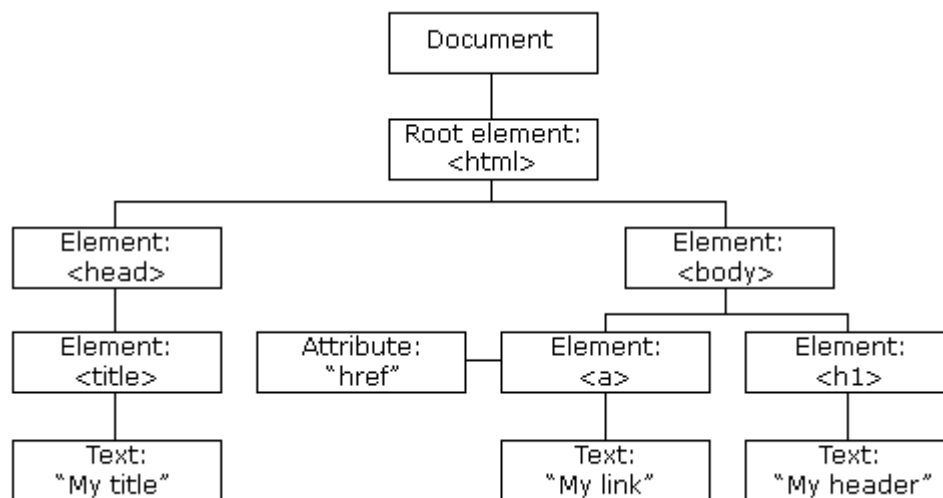 Document
Root element:
<html>
Element:
<head>
Element:
<body>
Element:
<title>
Attribute:
“href”
Element:
<a>
Element:
<h1>
Text:
“My title”
Text:
“My link”
Text:
“My header”